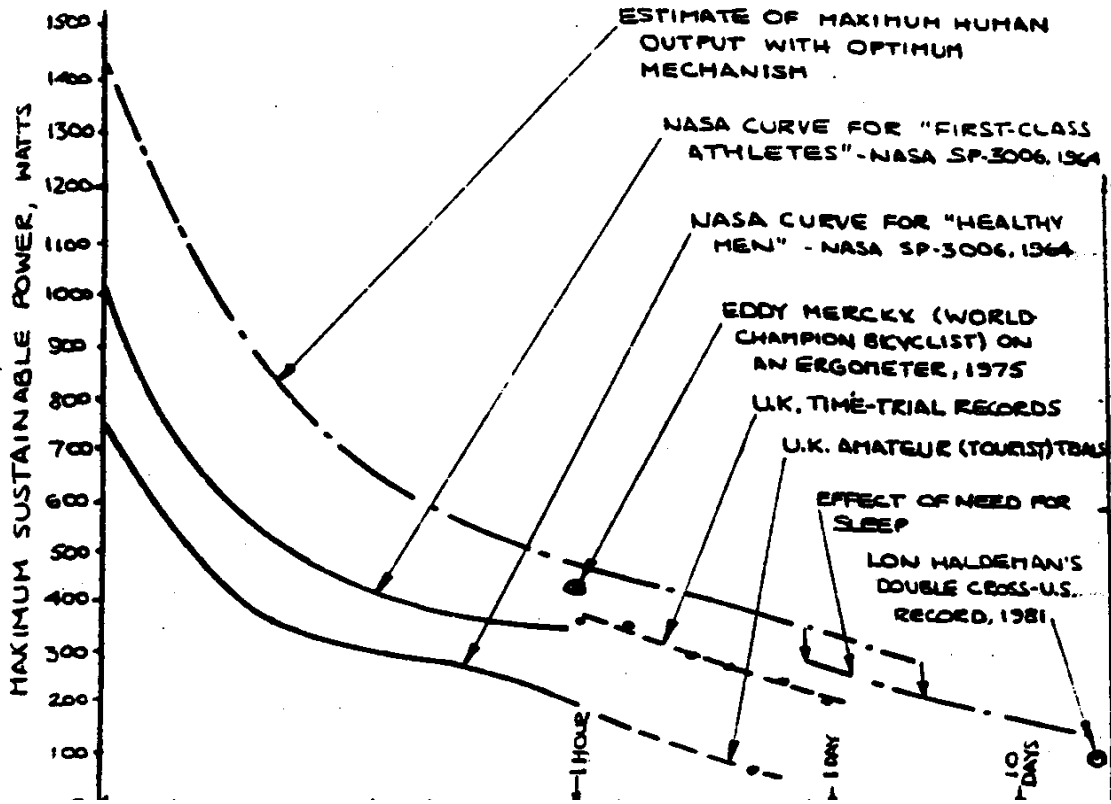 1500
1400
1300
1200
1100
1000
900
800
700
600
500
400
300
200
100
MAXIMUM SUSTAINABLE POWER, WATTS
ESTIMATE OF MAXIMUM HUMAN
OUTPUT WITH OPTIMUM
MECHANISM
NASA CURVE FOR "FIRST-CLASS
ATHLETES"-NASA SP-3006, 1964
NASA CURVE FOR "HEALTHY
MEN" - NASA SP-3006, 1964
EDDY MERCKX (WORLD
CHAMPION BICYCLIST) ON
AN ERGOMETER, 1975
U.K. TIME-TRIAL RECORDS
U.K. AMATEUR (TOURIST) TRIALS
EFFECT OF NEED FOR
SLEEP
LON HALDEMAN'S
DOUBLE CROSS-U.S.
RECORD, 1981
1 HOUR
1 DAY
10
DAYS